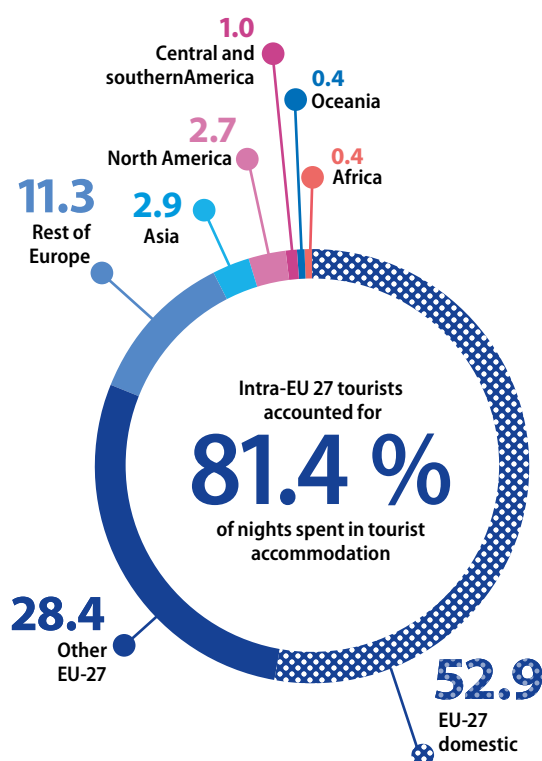 1.0
Central and
southernAmerica
0.4
Oceania
2.7
North America
0.4
Africa
11.3
Rest of
Europe
2.9
Asia
Intra-EU 27 tourists
accounted for
81.4 %
of nights spent in tourist
accommodation
28.4
Other
EU-27
52.9
EU-27
domestic